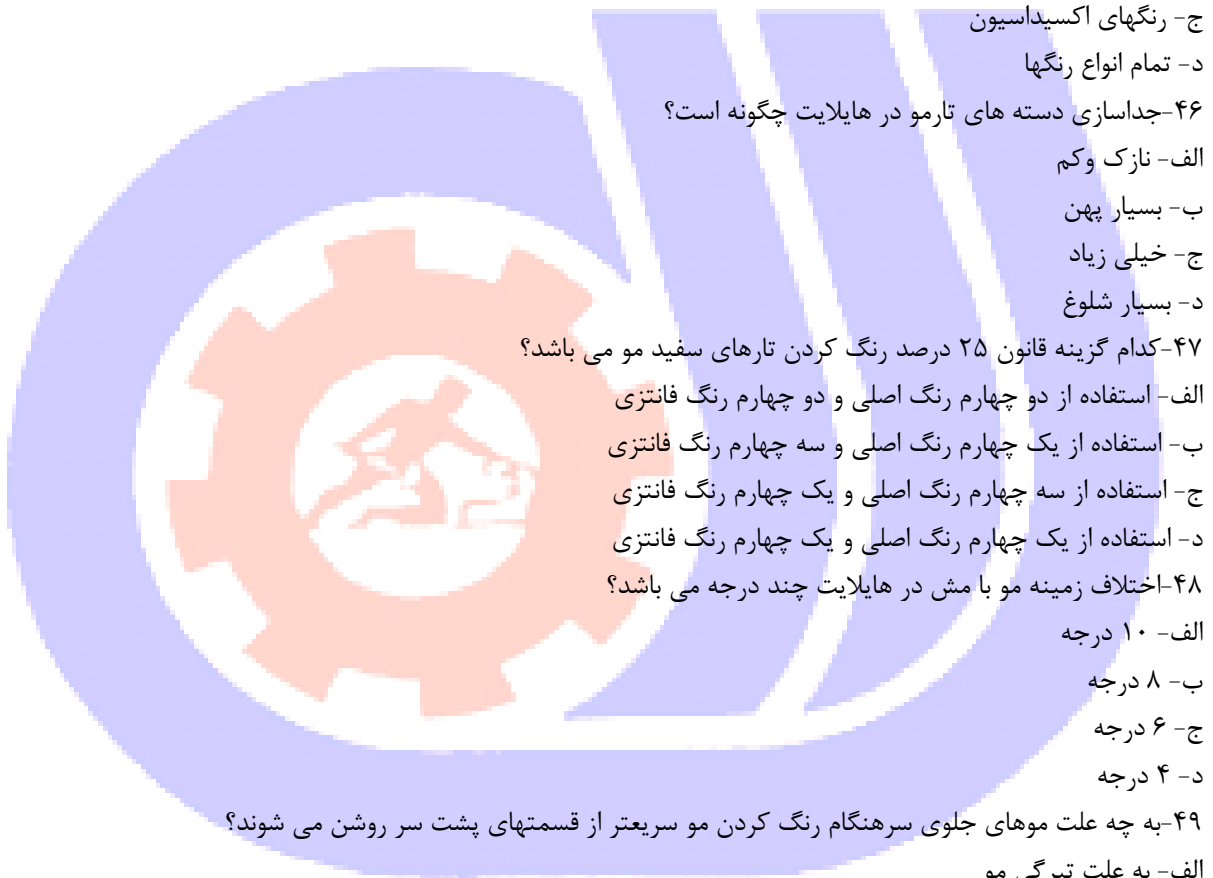 ج- رنگهای اکسیداسیون
د- تمام انواع رنگها
۴۶-جداسازی دسته های تارمو در هایلایت چگونه است؟
الف- نازک وکم
ب- بسیار پهن
ج- خیلی زیاد
د- بسیار شلوغ
۴۷-کدام گزینه قانون ۲۵ درصد رنگ کردن تارهای سفید مو می باشد؟
الف- استفاده از دو چهارم رنگ اصلی و دو چهارم رنگ فانتزی
ب- استفاده از یک چهارم رنگ اصلی و سه چهارم رنگ فانتزی
ج- استفاده از سه چهارم رنگ اصلی و یک چهارم رنگ فانتزی
د- استفاده از یک چهارم رنگ اصلی و یک چهارم رنگ فانتزی
۴۸-اختلاف زمینه مو با مش در هایلایت چند درجه می باشد؟
الف- ۱۰ درجه
ب- ۸ درجه
ج- ۶ درجه
د- ۴ درجه
۴۹-به چه علت موهای جلوی سرهنگام رنگ کردن مو سریعتر از قسمتهای پشت سر روشن می شوند؟
الف- به علت تیرگی مو